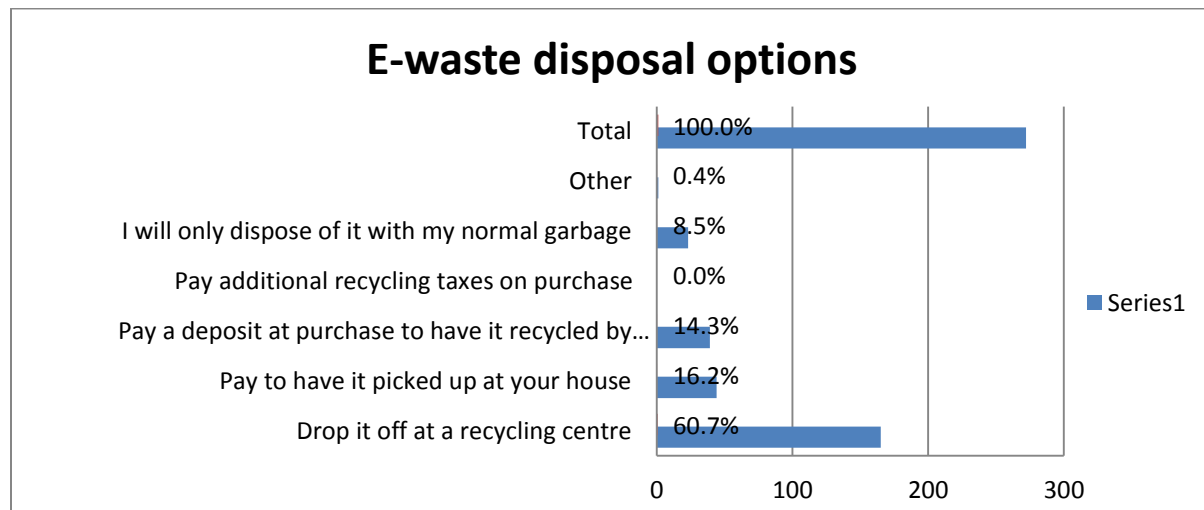 E-waste disposal options
Total 100.0%
Other 0.4%
I will only dispose of it with my normal garbage 8.5%
Pay additional recycling taxes on purchase 0.0%
Pay a deposit at purchase to have it recycled by... 14.3%
Pay to have it picked up at your house 16.2%
Drop it off at a recycling centre 60.7%
Series1
0 100 200 300